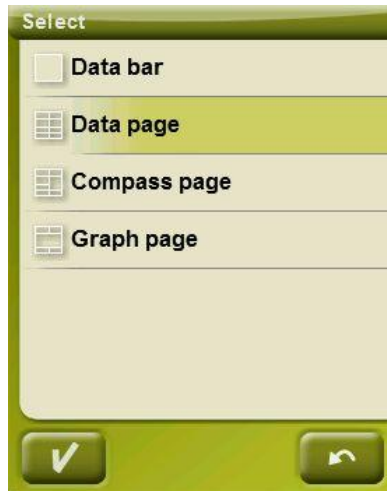 Select
Data bar
Data page
Compass page
Graph page